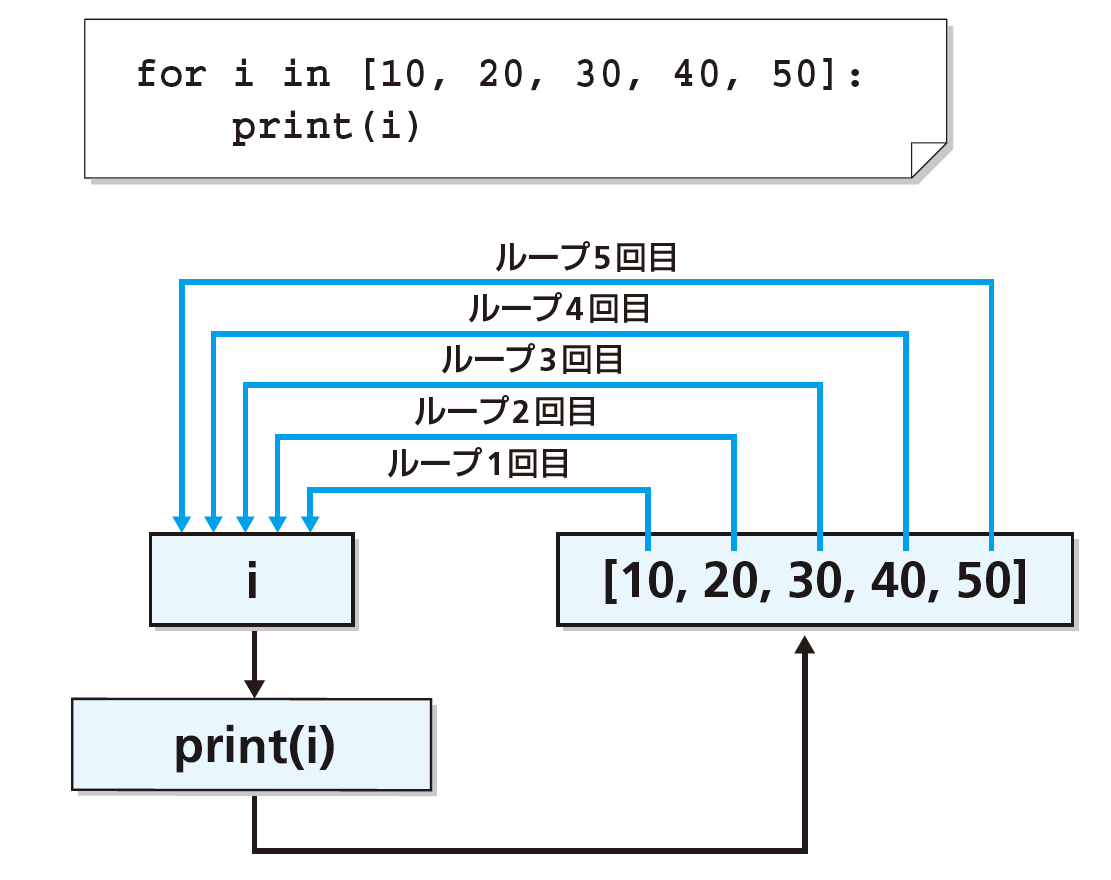 for i in [10, 20, 30, 40, 50]:
    print(i)
ループ5回目
ループ4回目
ループ3回目
ループ2回目
ループ1回目
i
[10, 20, 30, 40, 50]
print(i)